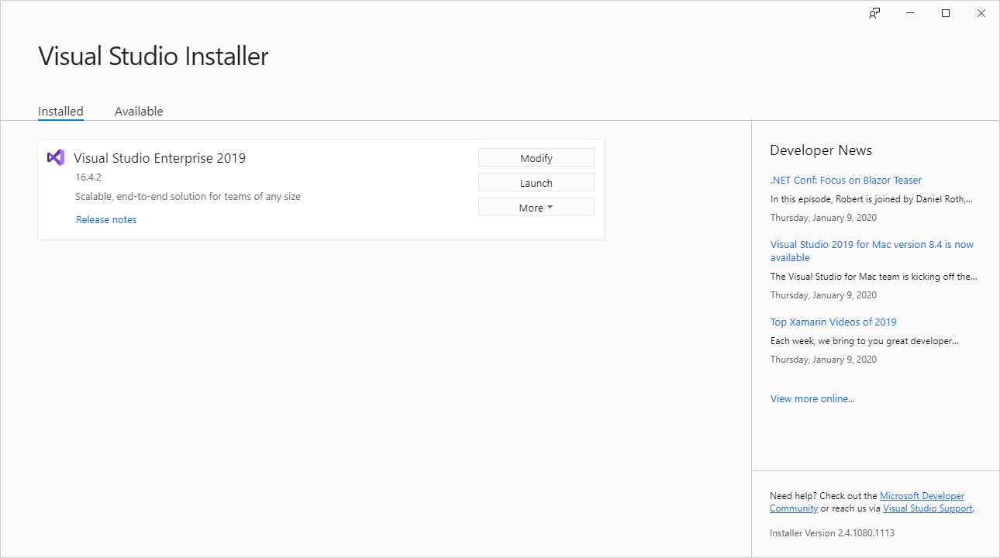 Visual Studio Installer
Installed
Available
Visual Studio Enterprise 2019
16.4.2
Scalable, end-to-end solution for teams of any size
Release notes
Modify
Launch
More
Developer News
.NET Conf: Focus on Blazor Teaser
In this episode, Robert is joined by Daniel Roth,...
Thursday, January 9, 2020
Visual Studio 2019 for Mac version 8.4 is now
available
The Visual Studio for Mac team is kicking off the...
Thursday, January 9, 2020
Top Xamarin Videos of 2019
Each week, we bring to you great developer...
Thursday, January 9, 2020
View more online...
Need help? Check out the Microsoft Developer
Community or reach us via Visual Studio Support.
Installer Version 2.4.1080.1113